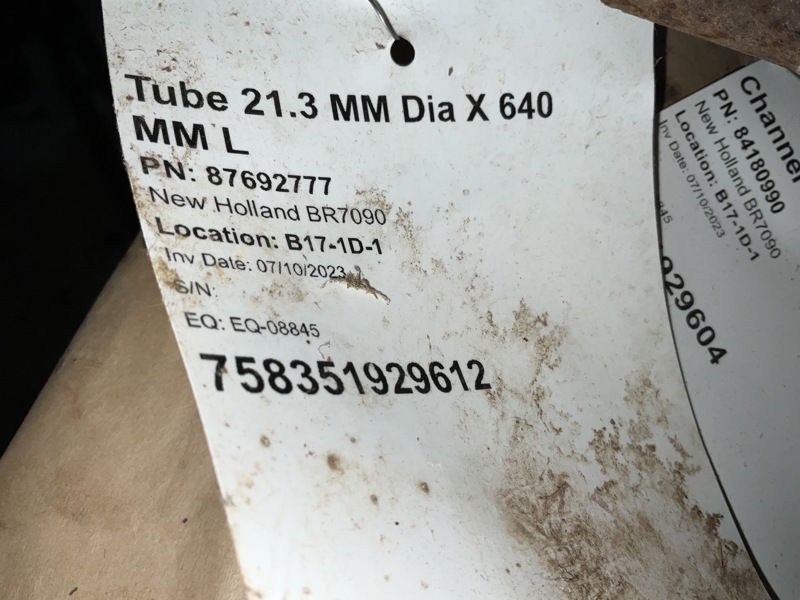 Tube 21.3 MM Dia X 640
MM L
PN: 87692777
New Holland BR7090
Location: B17-1D-1
Inv Date: 07/10/2023
S/N:
EQ: EQ-08845
758351929612
Channel
PN: 84180990
New Holland BR7090
Location: B17-1D-1
Inv Date: 07/10/2023
845
929604